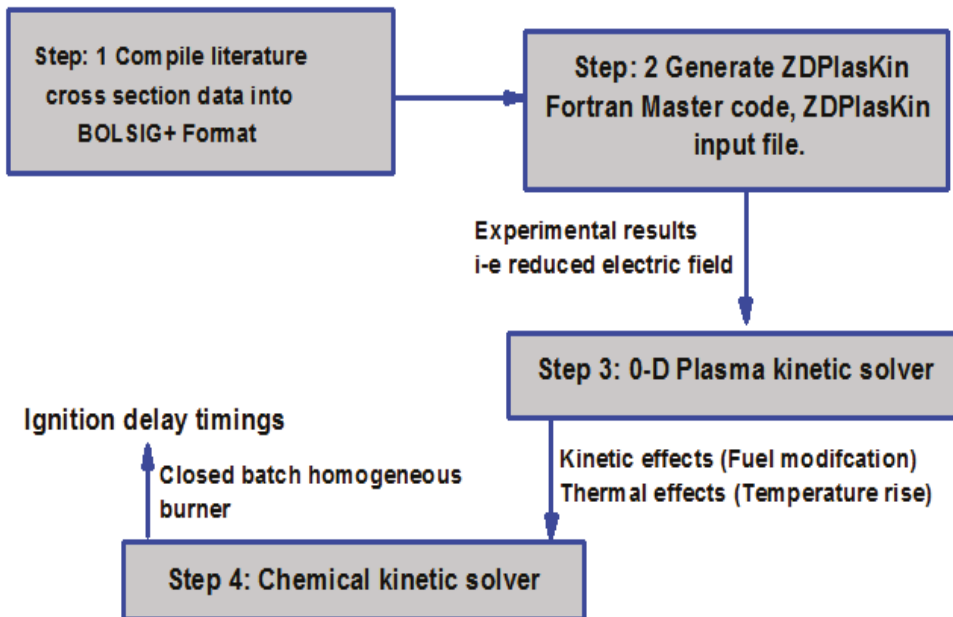 Step: 1 Compile literature
cross section data into
BOLSIG+ Format
Step: 2 Generate ZDPlasKin
Fortran Master code, ZDPlasKin
input file.
Experimental results
i-e reduced electric field
Step 3: 0-D Plasma kinetic solver
Kinetic effects (Fuel modifcation)
Thermal effects (Temperature rise)
Step 4: Chemical kinetic solver
Closed batch homogeneous
burner
Ignition delay timings